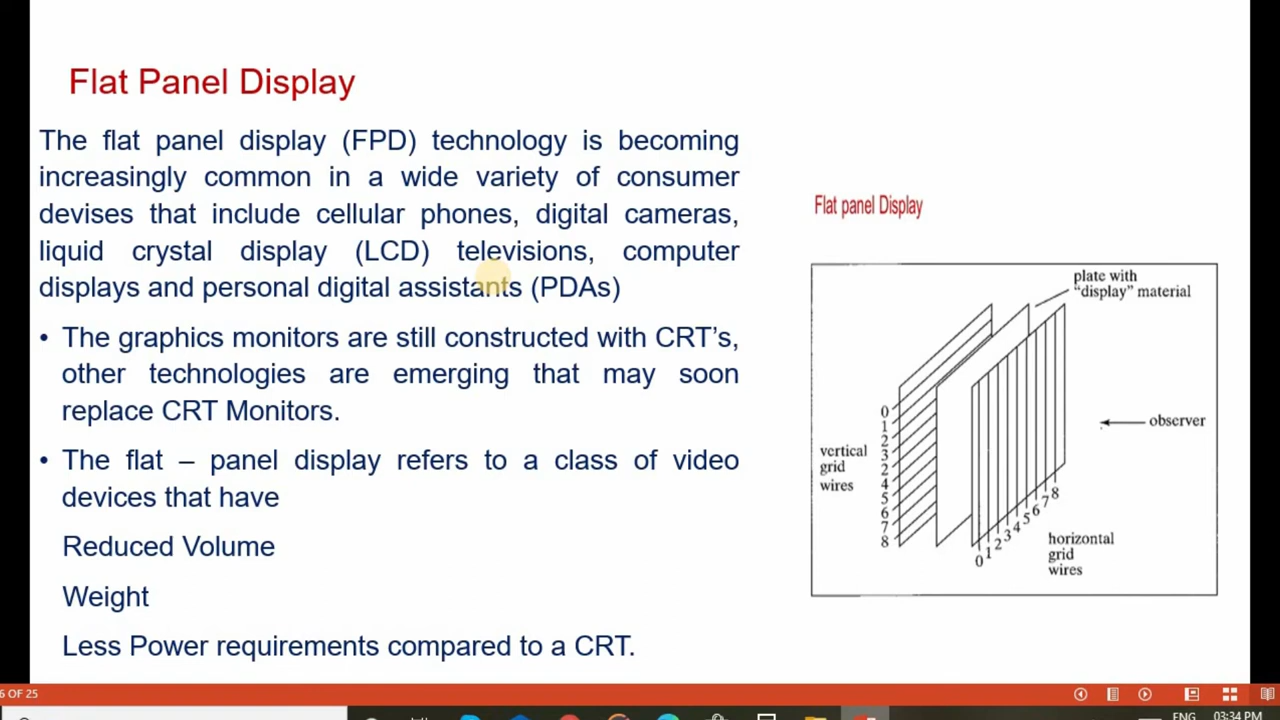 Flat Panel Display
The flat panel display (FPD) technology is becoming
increasingly common in a wide variety of consumer
devises that include cellular phones, digital cameras,
liquid crystal display (LCD) televisions, computer
displays and personal digital assistants (PDAs)
• The graphics monitors are still constructed with CRT’s,
other technologies are emerging that may soon
replace CRT Monitors.
• The flat – panel display refers to a class of video
devices that have
Reduced Volume
Weight
Less Power requirements compared to a CRT.
Flat panel Display
plate with
“display” material
observer
vertical
grid
wires
0
1
2
3
2
4
5
6
7
8
0 1 2 3 4 5 6 7 8
horizontal
grid
wires
6 OF 25
ENG 03:34 PM